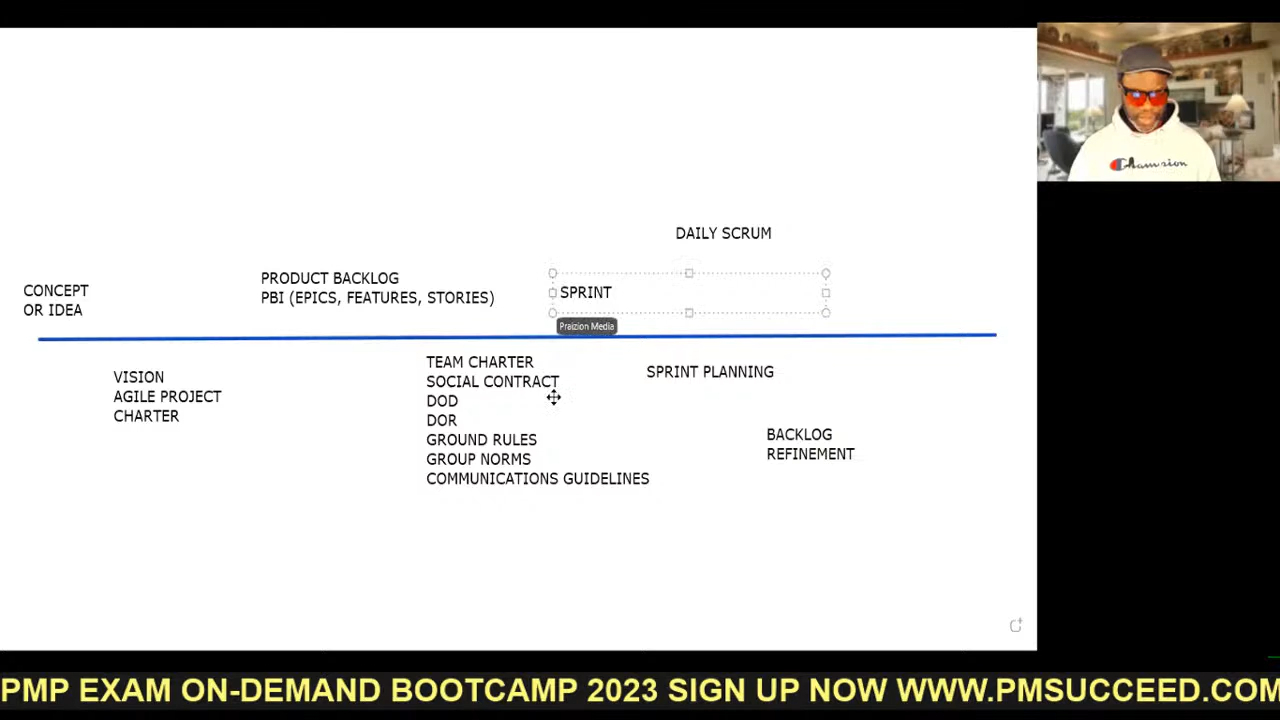 DAILY SCRUM
CONCEPT
OR IDEA
PRODUCT BACKLOG
PBI (EPICS, FEATURES, STORIES)
SPRINT
Praizion Media
VISION
AGILE PROJECT
CHARTER
TEAM CHARTER
SOCIAL CONTRACT
DOD
DOR
GROUND RULES
GROUP NORMS
COMMUNICATIONS GUIDELINES
SPRINT PLANNING
BACKLOG
REFINEMENT
Champion
PMP EXAM ON-DEMAND BOOTCAMP 2023 SIGN UP NOW WWW.PMSUCCEED.COM